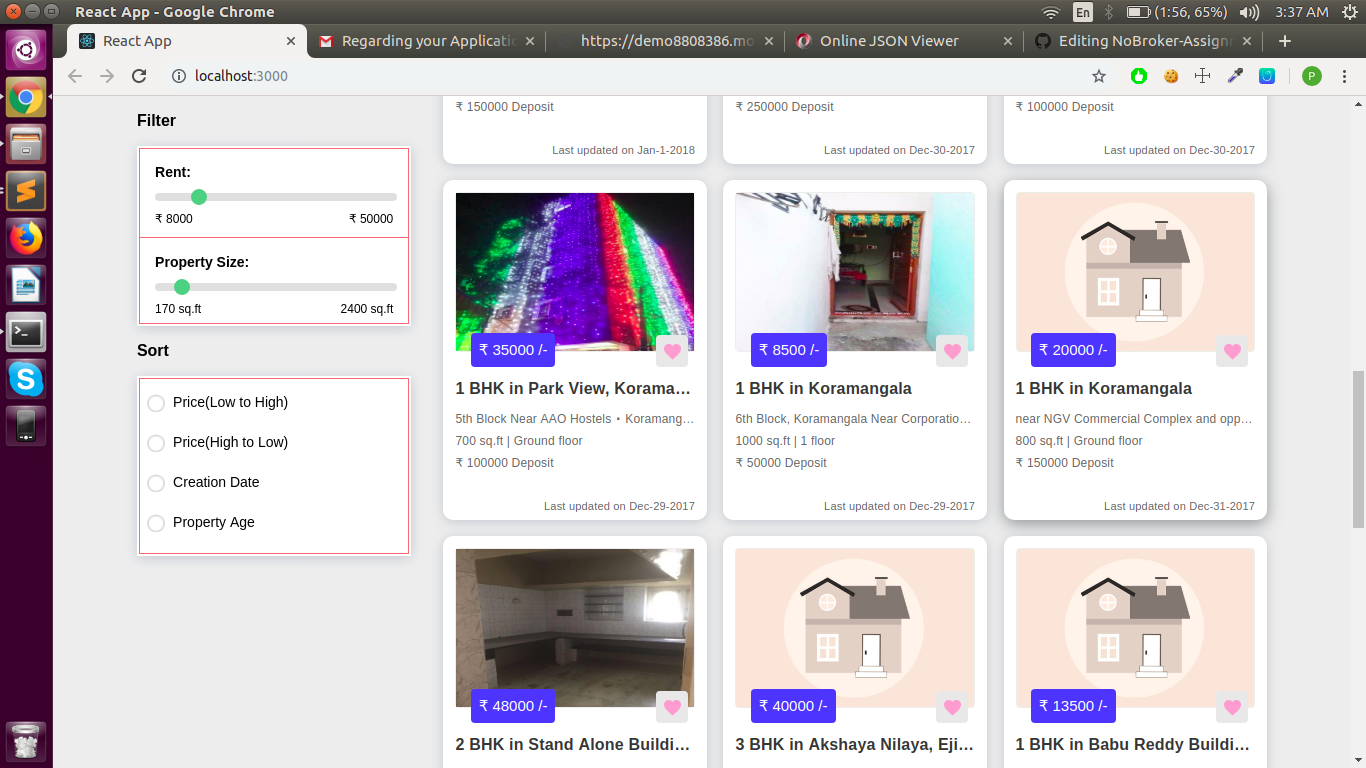 React App - Google Chrome
En
(1:56, 65%)
3:37 AM
React App
Regarding your Applicati
https://demo8808386.mo
Online JSON Viewer
Editing NoBroker-Assign
localhost:3000
P
Filter
Rent:
₹ 8000
₹ 50000
Property Size:
170 sq.ft
2400 sq.ft
Sort
Price(Low to High)
Price(High to Low)
Creation Date
Property Age
₹ 150000 Deposit
Last updated on Jan-1-2018
₹ 250000 Deposit
Last updated on Dec-30-2017
₹ 100000 Deposit
Last updated on Dec-30-2017
₹ 35000 /-
1 BHK in Park View, Korama…
5th Block Near AAO Hostels • Koramang…
700 sq.ft | Ground floor
₹ 100000 Deposit
Last updated on Dec-29-2017
₹ 8500 /-
1 BHK in Koramangala
6th Block, Koramangala Near Corporatio…
1000 sq.ft | 1 floor
₹ 50000 Deposit
Last updated on Dec-29-2017
₹ 20000 /-
1 BHK in Koramangala
near NGV Commercial Complex and opp…
800 sq.ft | Ground floor
₹ 150000 Deposit
Last updated on Dec-31-2017
₹ 48000 /-
2 BHK in Stand Alone Buildi…
₹ 40000 /-
3 BHK in Akshaya Nilaya, Eji…
₹ 13500 /-
1 BHK in Babu Reddy Buildi…